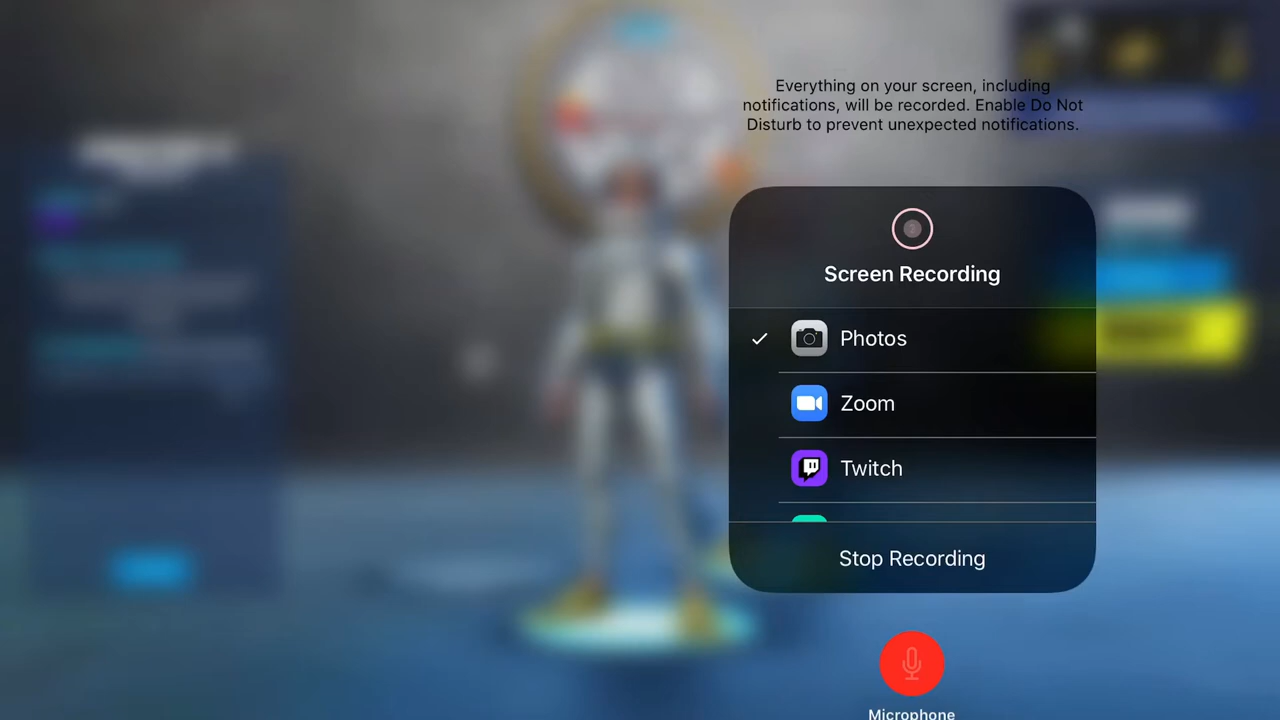 Everything on your screen, including
notifications, will be recorded. Enable Do Not
Disturb to prevent unexpected notifications.
Screen Recording
Photos
Zoom
Twitch
Stop Recording
Microphone